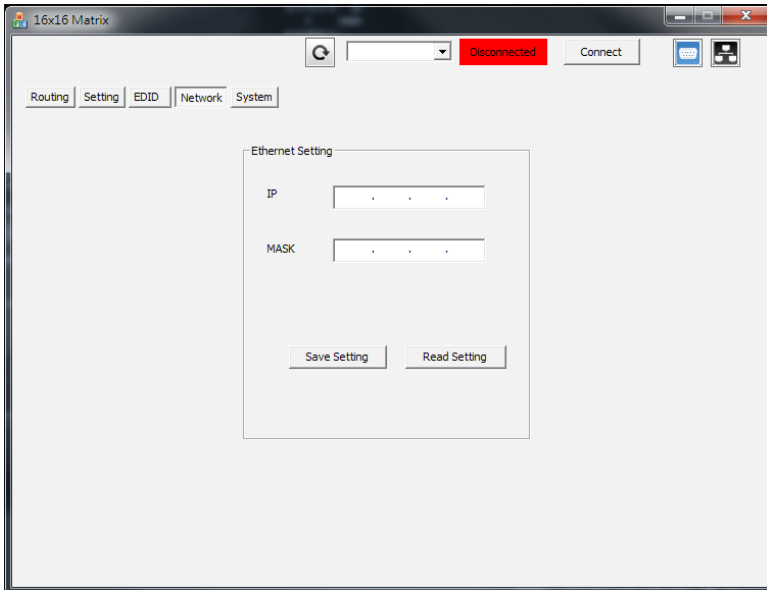 16x16 Matrix
Disconnected Connect
Routing Setting EDID Network System
Ethernet Setting
IP . . .
MASK . . .
Save Setting Read Setting